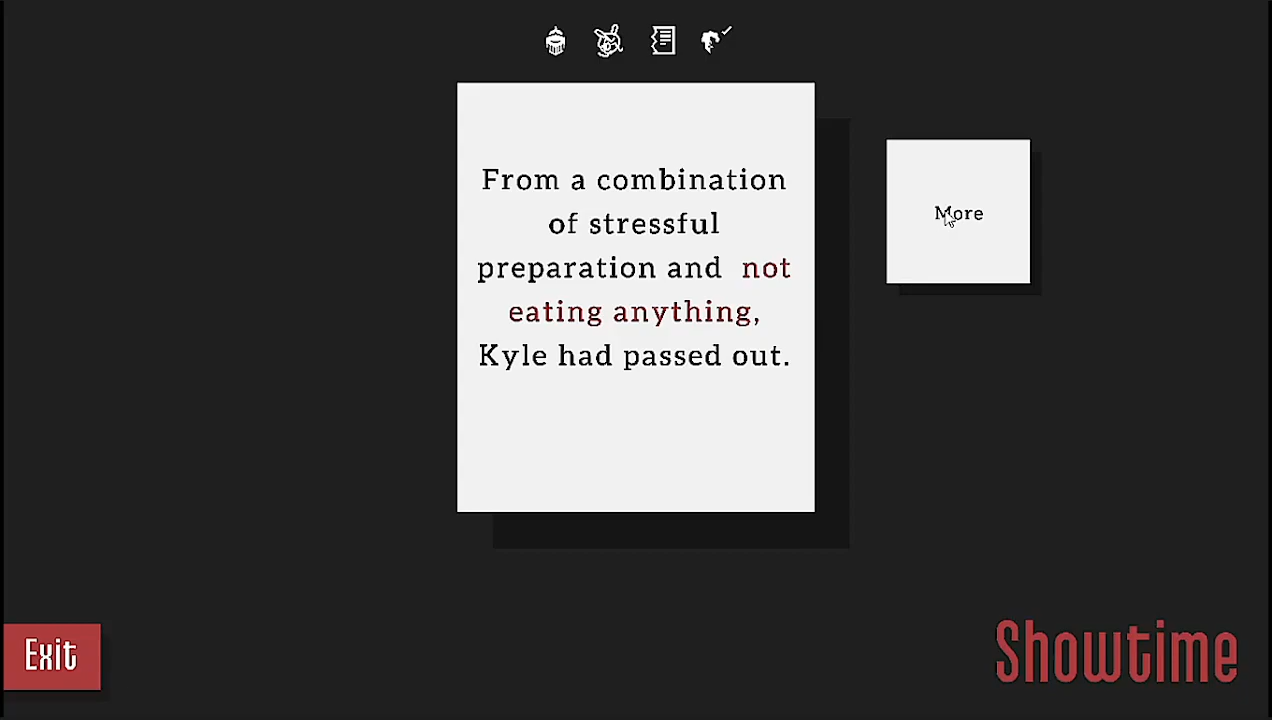 From a combination
of stressful
preparation and not
eating anything,
Kyle had passed out.
More
Exit
Showtime